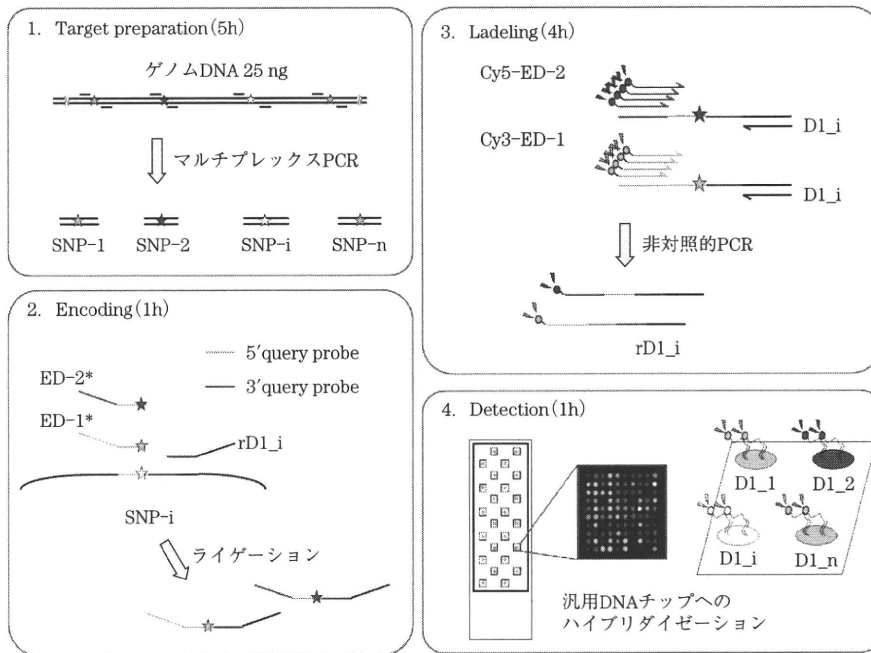 1. Target preparation(5h)
ゲノムDNA 25 ng
マルチプレックスPCR
SNP-1
SNP-2
SNP-i
SNP-n
2. Encoding(1h)
5′query probe
3′query probe
ED-2*
ED-1*
rD1_i
SNP-i
ライゲーション
3. Ladeling(4h)
Cy5-ED-2
D1_i
Cy3-ED-1
D1_i
非対照的PCR
rD1_i
4. Detection(1h)
D1_1
D1_2
D1_i
D1_n
汎用DNAチップへの
ハイブリダイゼーション